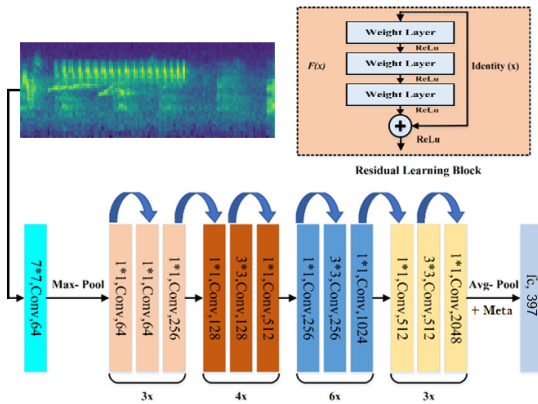 Weight Layer
ReLu
F(x)
Weight Layer
Identity (x)
ReLu
Weight Layer
+
ReLu
Residual Learning Block
7*7,Conv,64
Max- Pool
1*1,Conv,64
1*1,Conv,64
1*1,Conv,256
1*1,Conv,128
3*3,Conv,128
1*1,Conv,512
1*1,Conv,256
3*3,Conv,256
1*1,Conv,1024
1*1,Conv,512
3*3,Conv,512
1*1,Conv,2048
Avg- Pool
+ Meta
fc, 397
3x
4x
6x
3x